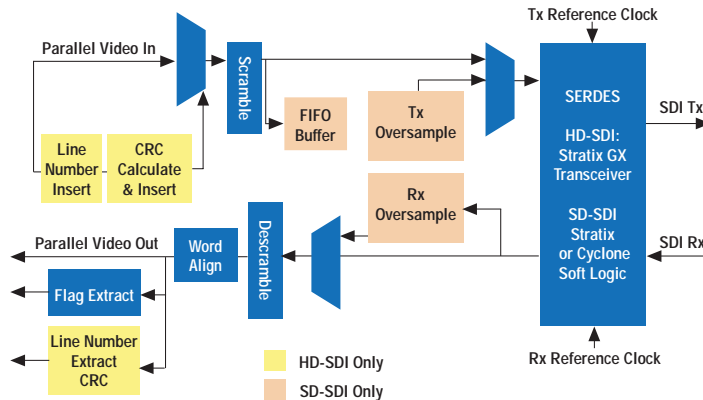 Tx Reference Clock
Parallel Video In
Scramble
SERDES
HD-SDI:
Stratix GX
Transceiver
SD-SDI
Stratix
or Cyclone
Soft Logic
SDI Tx
FIFO
Buffer
Tx
Oversample
Line
Number
Insert
CRC
Calculate
& Insert
Rx
Oversample
Parallel Video Out
Word
Align
Descramble
SDI Rx
Flag Extract
Line Number
Extract
CRC
HD-SDI Only
SD-SDI Only
Rx Reference Clock